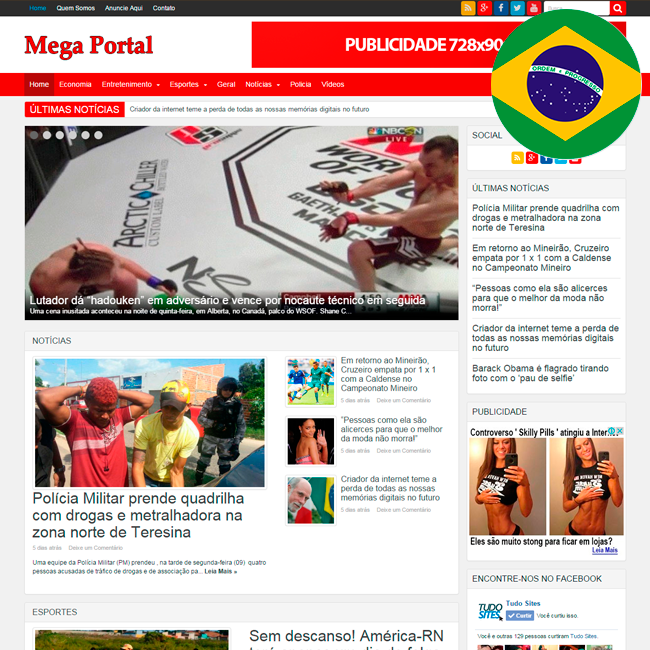 Home Quem Somos Anuncie Aqui Contato
Mega Portal
PUBLICIDADE 728x90
ORDEM E PROGRESSO
Home Economia Entretenimento Esportes Geral Notícias Policia Vídeos
ÚLTIMAS NOTÍCIAS Criador da internet teme a perda de todas as nossas memórias digitais no futuro
NBCSN
LIVE
ARCTIC CHILLER
CUSTOM LABEL
Lutador dá “hadouken” em adversário e vence por nocaute técnico em seguida
Uma cena inusitada aconteceu na noite de quinta-feira, em Alberta, no Canadá, palco do WSOF. Shane C...
SOCIAL
ÚLTIMAS NOTÍCIAS
Polícia Militar prende quadrilha com
drogas e metralhadora na zona
norte de Teresina
Em retorno ao Mineirão, Cruzeiro
empata por 1 x 1 com a Caldense
no Campeonato Mineiro
“Pessoas como ela são alicerces
para que o melhor da moda não
morra!”
Criador da internet teme a perda de
todas as nossas memórias digitais
no futuro
Barack Obama é flagrado tirando
foto com o 'pau de selfie'
NOTÍCIAS
Polícia Militar prende quadrilha
com drogas e metralhadora na
zona norte de Teresina
5 dias atrás Deixe um Comentário
Uma equipe da Polícia Militar (PM) prendeu , na tarde de segunda-feira (09) quatro
pessoas acusadas de tráfico de drogas e de associação pa... Leia Mais »
Em retorno ao Mineirão,
Cruzeiro empata por 1 x 1
com a Caldense no
Campeonato Mineiro
5 dias atrás Deixe um Comentário
“Pessoas como ela são
alicerces para que o melhor
da moda não morra!”
5 dias atrás Deixe um Comentário
Criador da internet teme a
perda de todas as nossas
memórias digitais no futuro
5 dias atrás Deixe um Comentário
PUBLICIDADE
Controverso ' Skilly Pills ' atingiu a Inter
Eles são muito stong para ficar em lojas?
Leia Mais
ENCONTRE-NOS NO FACEBOOK
TUDO
SITES
Tudo Sites
Curtir Você curtiu isso.
Você e outras 129 pessoas curtiram Tudo Sites.
ESPORTES
Sem descanso! América-RN